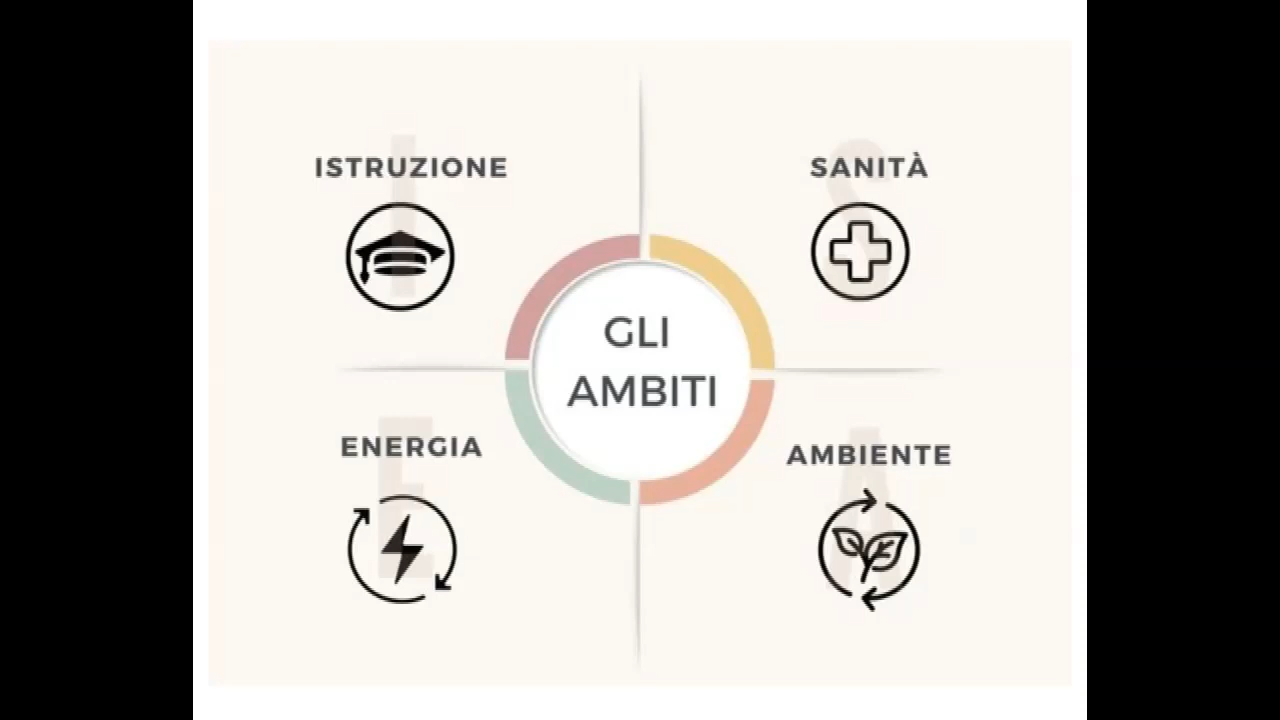 ISTRUZIONE
SANITÀ
GLI
AMBITI
ENERGIA
AMBIENTE
I
S
E
A